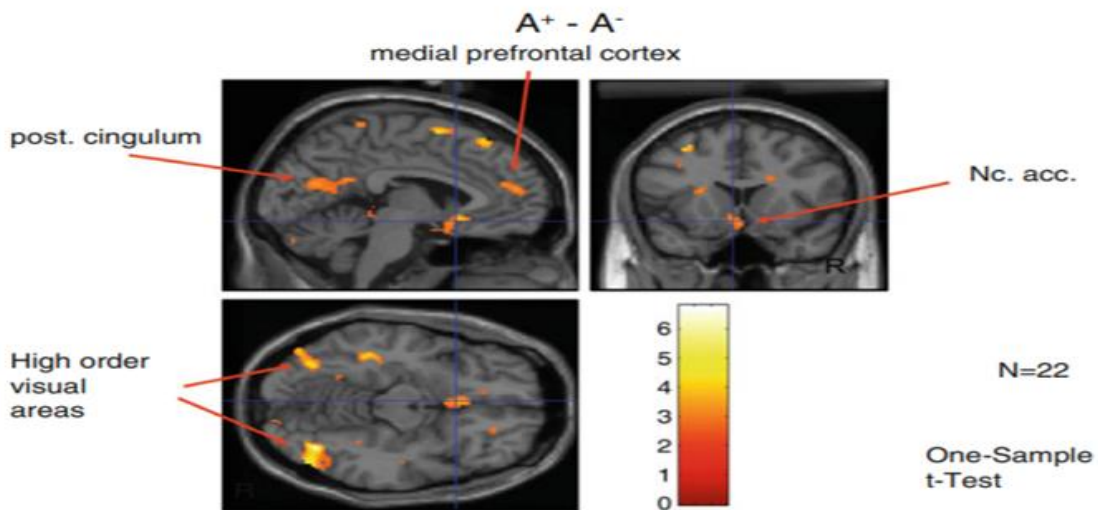 A⁺ - A⁻
medial prefrontal cortex
post. cingulum
Nc. acc.
R
High order
visual
areas
R
6
5
4
3
2
1
0
N=22
One-Sample
t-Test